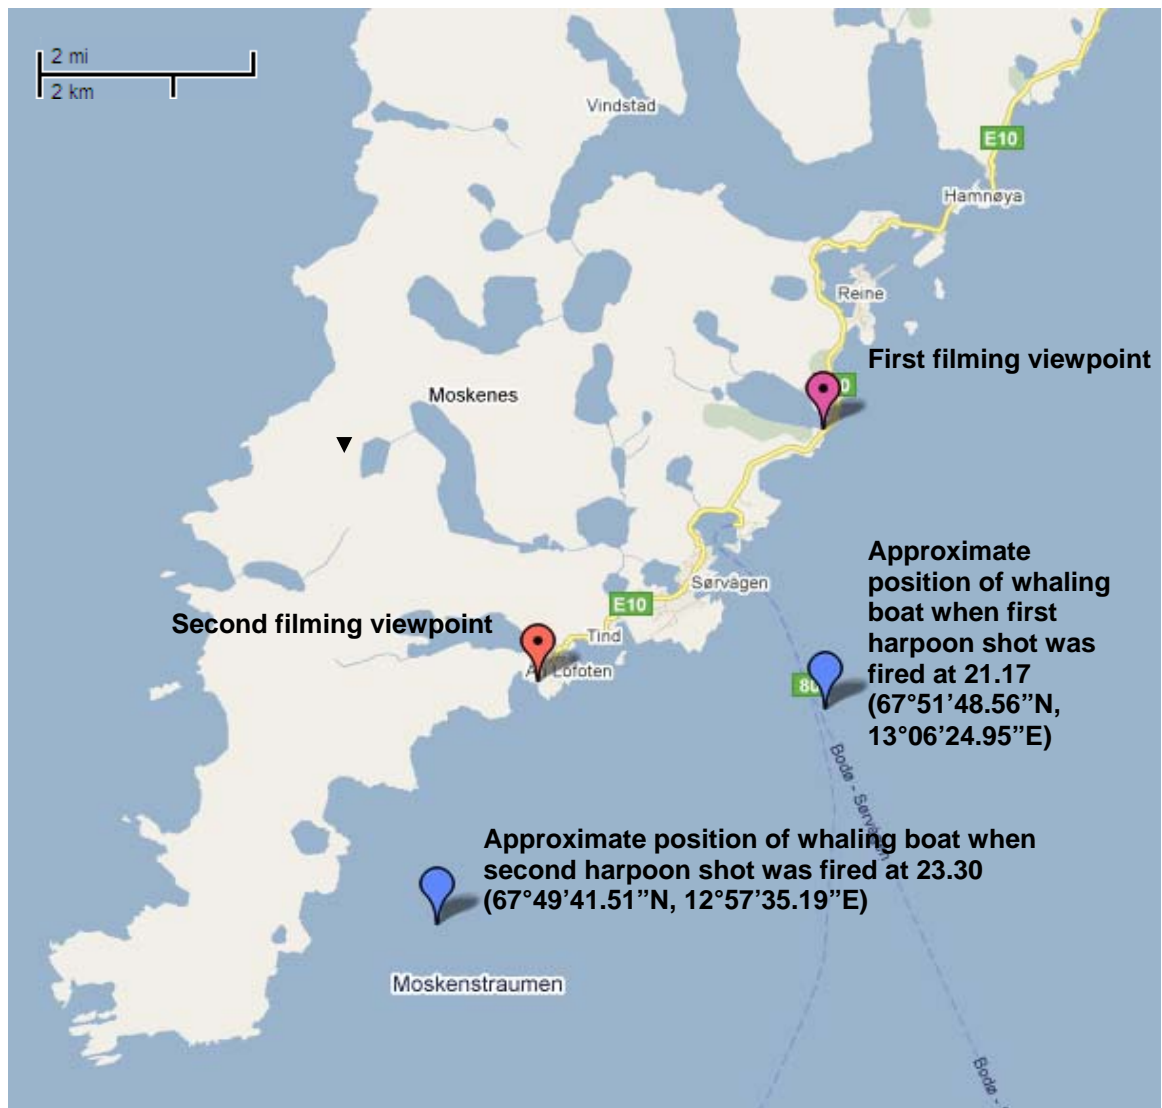 2 mi
2 km
Vindstad
E10
Hamnøya
Reine
First filming viewpoint
Moskenes
Approximate
position of whaling
boat when first
harpoon shot was
fired at 21.17
(67°51’48.56”N,
13°06’24.95”E)
Sørvågen
E10
Second filming viewpoint
Tind
Lofoten
80
Bodø - Sørvågen
Approximate position of whaling boat when
second harpoon shot was fired at 23.30
(67°49’41.51”N, 12°57’35.19”E)
Moskenstraumen
Bodø -